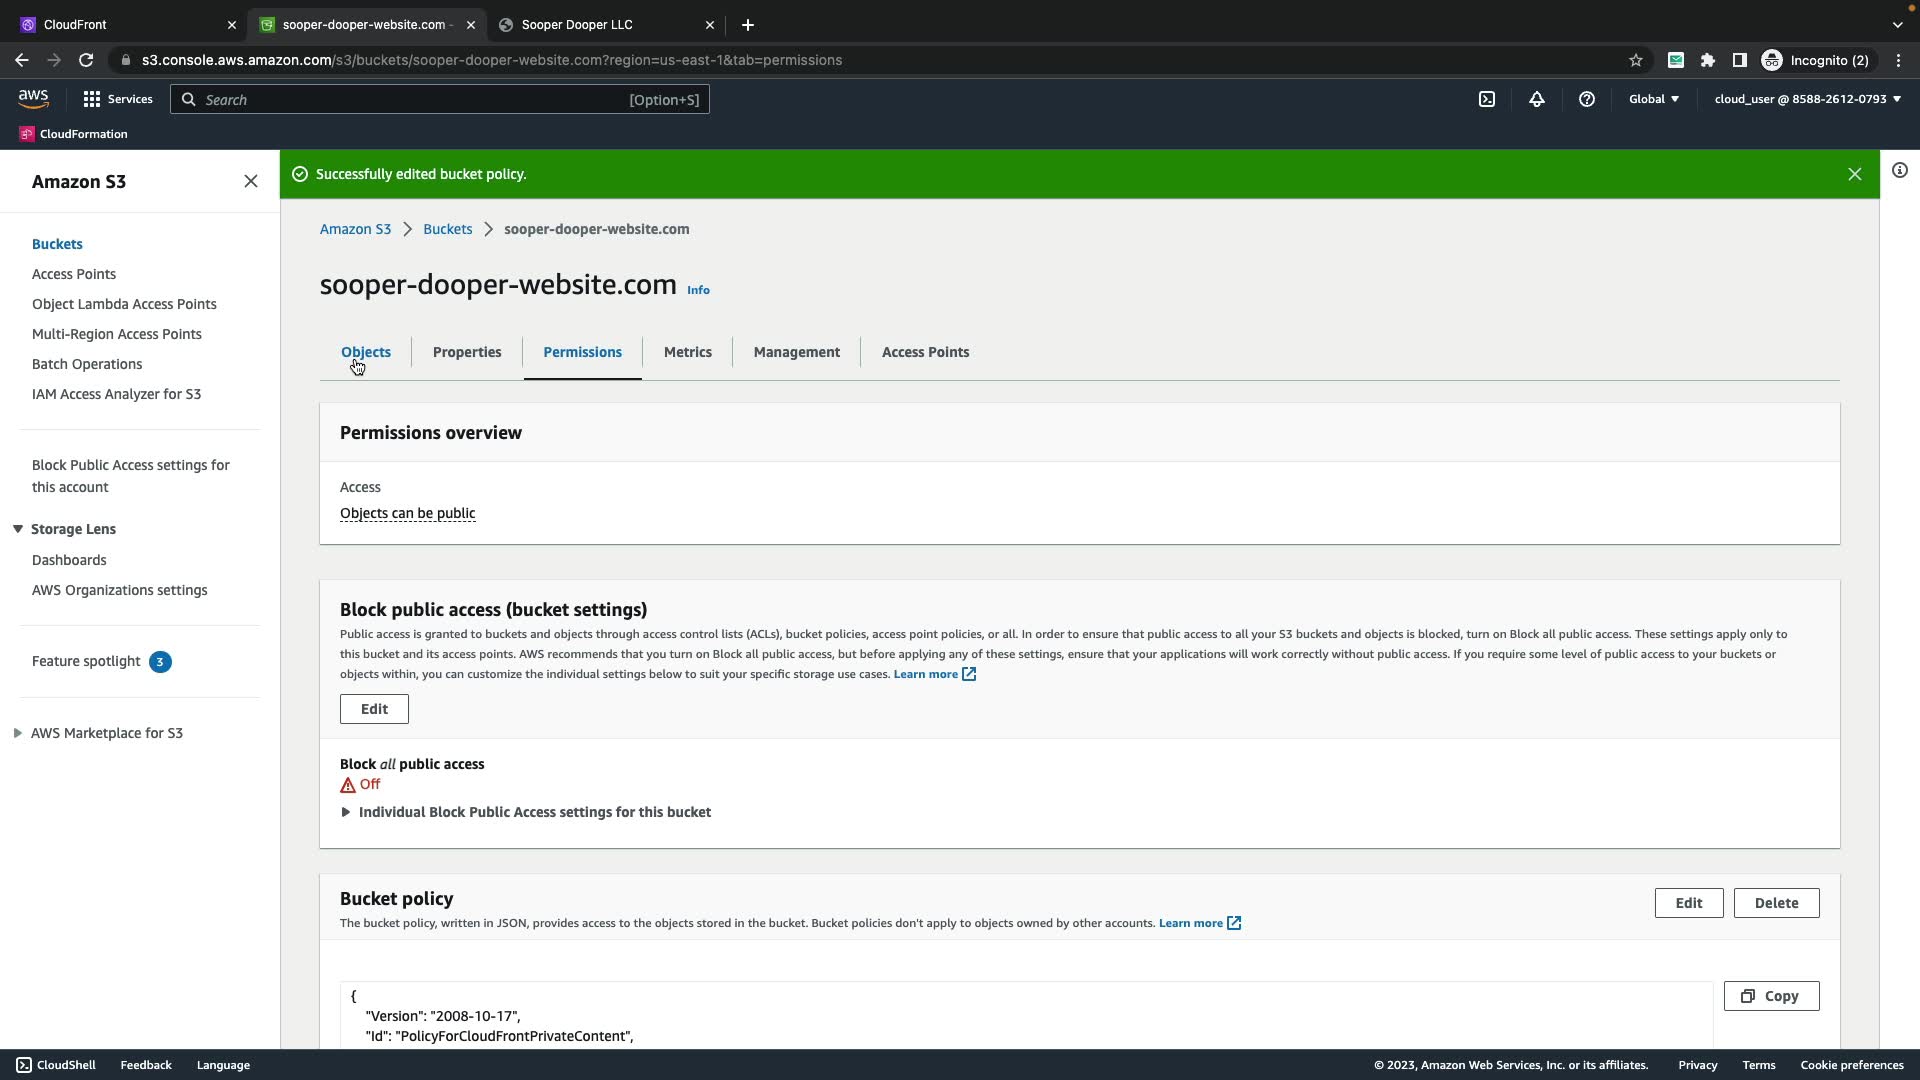 CloudFront
sooper-dooper-website.com -
Sooper Dooper LLC
s3.console.aws.amazon.com/s3/buckets/sooper-dooper-website.com?region=us-east-1&tab=permissions
Incognito (2)
aws
Services
Search
[Option+S]
Global
cloud_user @ 8588-2612-0793
CloudFormation
Amazon S3
Buckets
Access Points
Object Lambda Access Points
Multi-Region Access Points
Batch Operations
IAM Access Analyzer for S3
Block Public Access settings for
this account
Storage Lens
Dashboards
AWS Organizations settings
Feature spotlight 3
AWS Marketplace for S3
Successfully edited bucket policy.
Amazon S3 > Buckets > sooper-dooper-website.com
sooper-dooper-website.com Info
Objects
Properties
Permissions
Metrics
Management
Access Points
Permissions overview
Access
Objects can be public
Block public access (bucket settings)
Public access is granted to buckets and objects through access control lists (ACLs), bucket policies, access point policies, or all. In order to ensure that public access to all your S3 buckets and objects is blocked, turn on Block all public access. These settings apply only to
this bucket and its access points. AWS recommends that you turn on Block all public access, but before applying any of these settings, ensure that your applications will work correctly without public access. If you require some level of public access to your buckets or
objects within, you can customize the individual settings below to suit your specific storage use cases. Learn more
Edit
Block all public access
Off
Individual Block Public Access settings for this bucket
Bucket policy
Edit
Delete
The bucket policy, written in JSON, provides access to the objects stored in the bucket. Bucket policies don't apply to objects owned by other accounts. Learn more
Copy
{
"Version": "2008-10-17",
"Id": "PolicyForCloudFrontPrivateContent",
CloudShell
Feedback
Language
© 2023, Amazon Web Services, Inc. or its affiliates.
Privacy
Terms
Cookie preferences